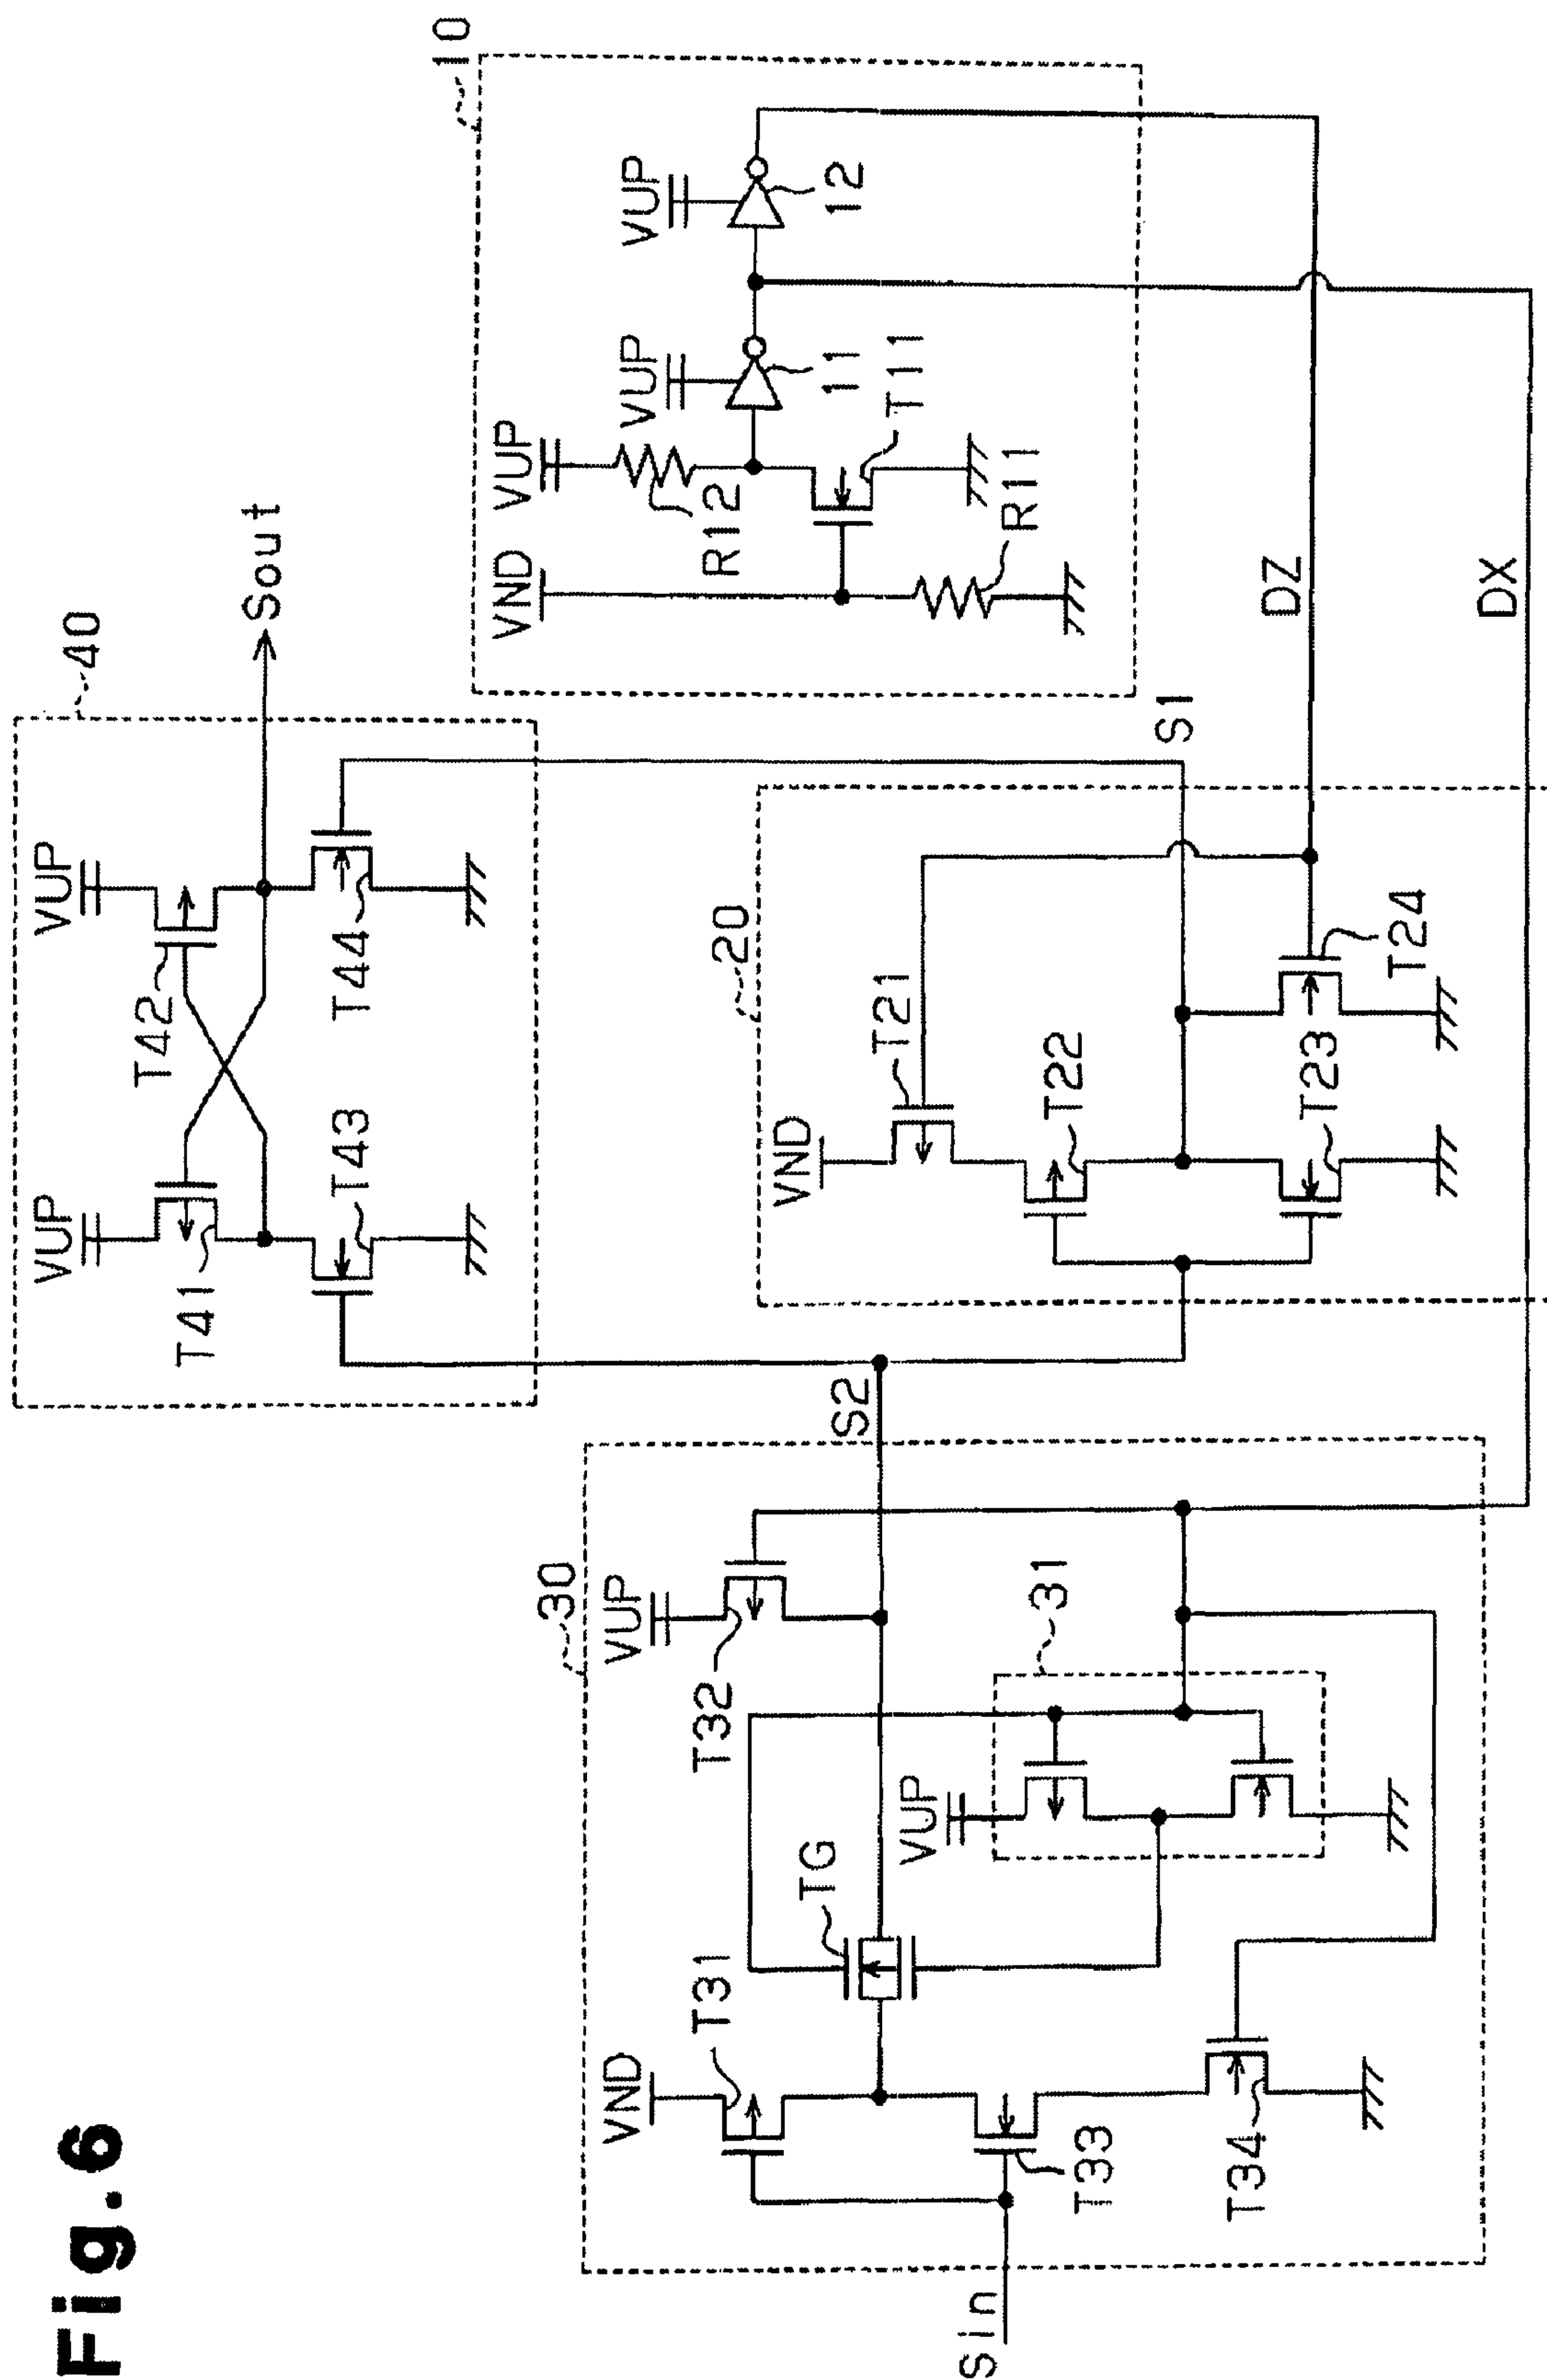 Fig.6
40
VUP
VUP
T41
T42
T43
T44
Sout
10
VND
VUP
VUP
VUP
R12
11
12
T11
R11
30
VND
T31
VUP
T32
S2
TG
VUP
31
T33
T34
Sin
20
VND
T21
T22
T23
T24
S1
DZ
DX